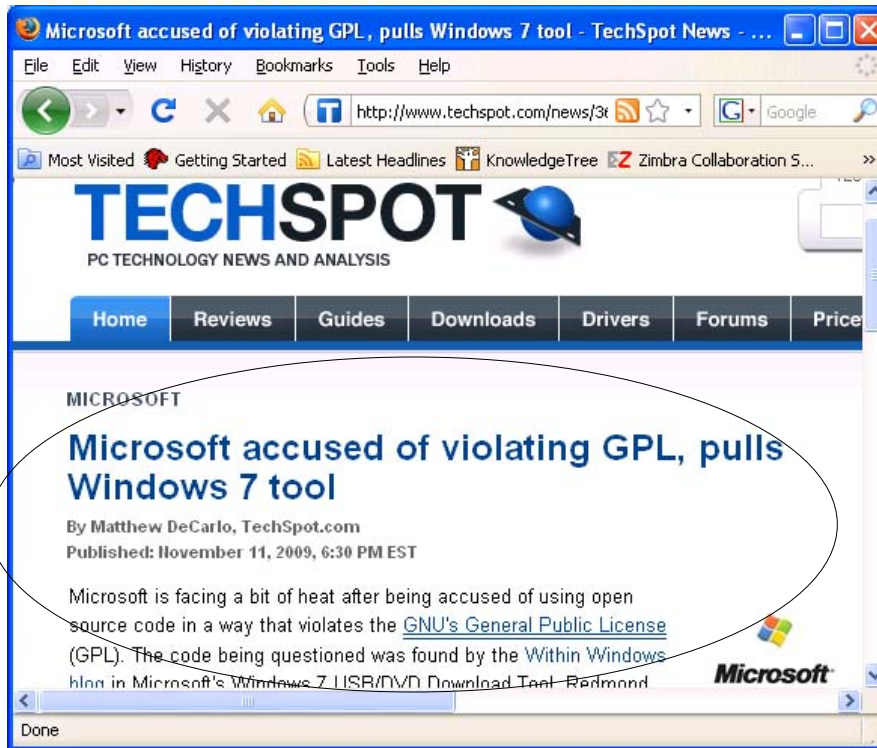 Microsoft accused of violating GPL, pulls Windows 7 tool - TechSpot News - ...
File Edit View History Bookmarks Tools Help
http://www.techspot.com/news/3 G Google
Most Visited Getting Started Latest Headlines KnowledgeTree Zimbra Collaboration S... »
TECHSPOT
PC TECHNOLOGY NEWS AND ANALYSIS
Home Reviews Guides Downloads Drivers Forums Price
MICROSOFT
Microsoft accused of violating GPL, pulls
Windows 7 tool
By Matthew DeCarlo, TechSpot.com
Published: November 11, 2009, 6:30 PM EST
Microsoft is facing a bit of heat after being accused of using open
source code in a way that violates the GNU's General Public License
(GPL). The code being questioned was found by the Within Windows
blog in Microsoft's Windows 7 USB/DVD Download Tool. Redmond
Microsoft
Done